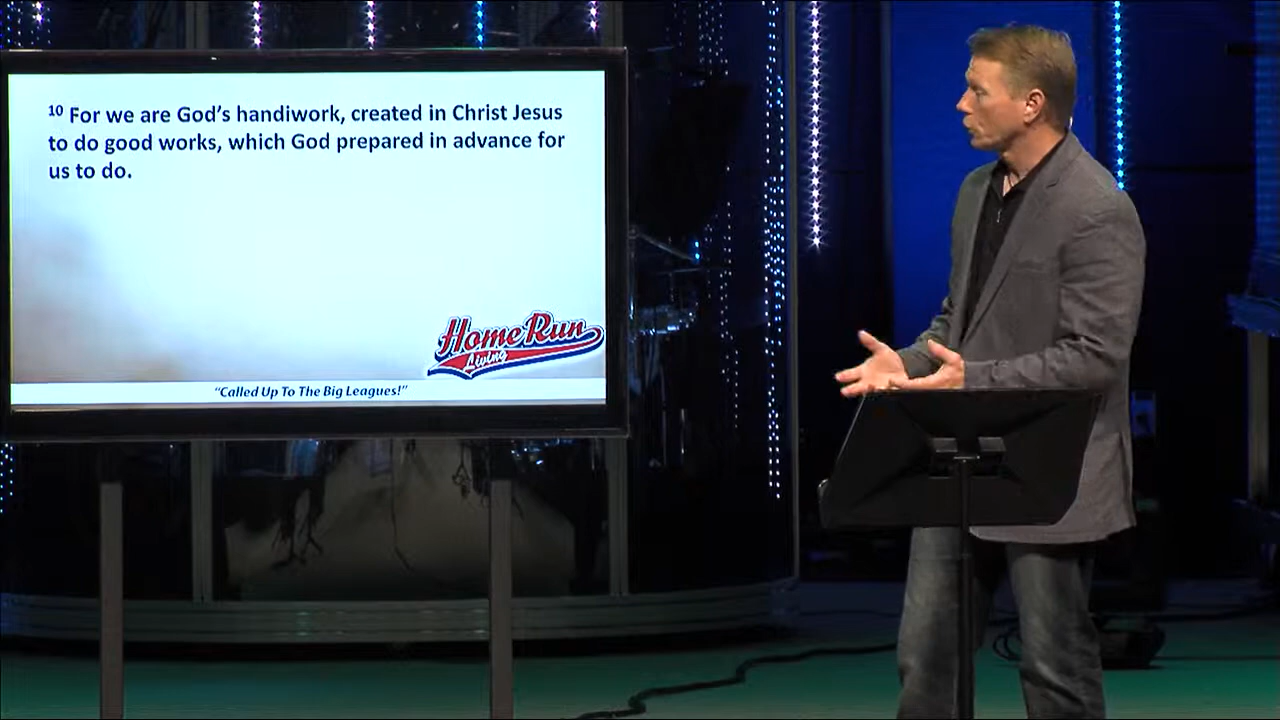 10 For we are God's handiwork, created in Christ Jesus
to do good works, which God prepared in advance for
us to do.
Home Run
Living
“Called Up To The Big Leagues!”